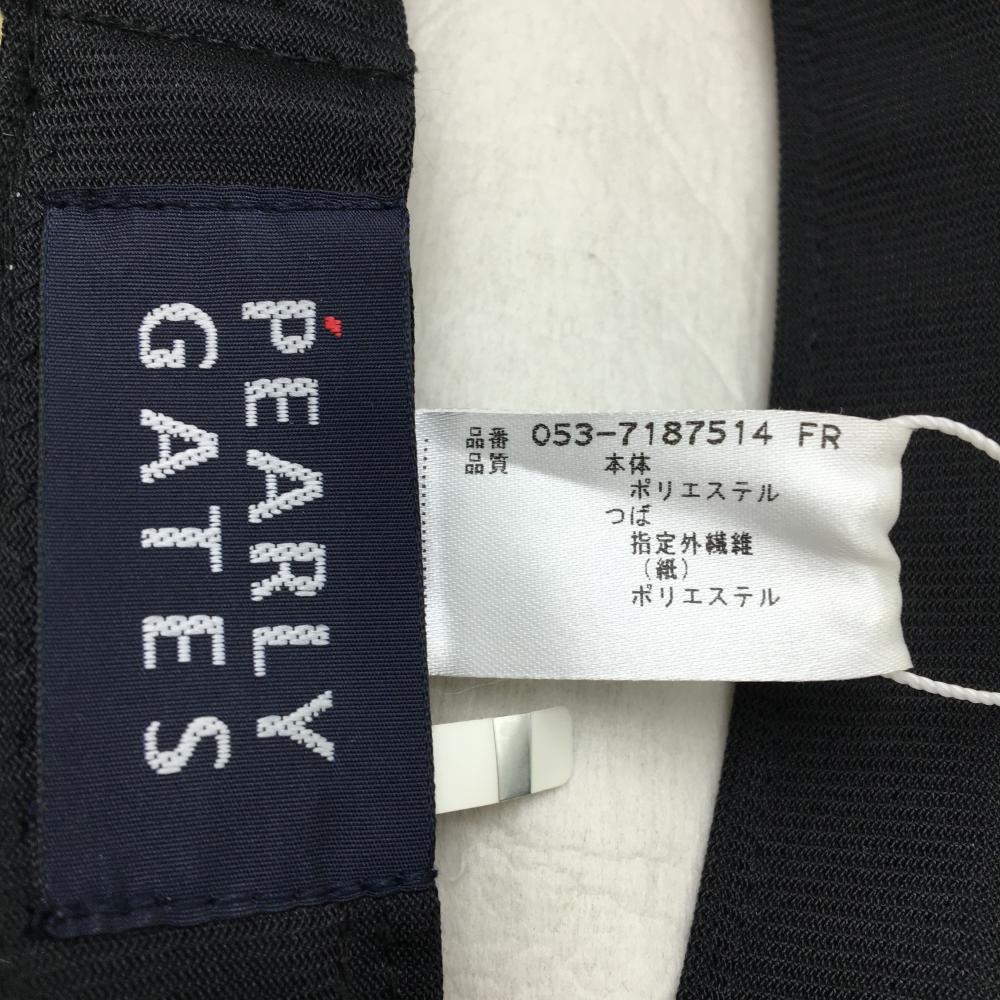 PEARLY
GATES
品番 053-7187514 FR
品質 本体
ポリエステル
つば
指定外繊維
(紙)
ポリエステル